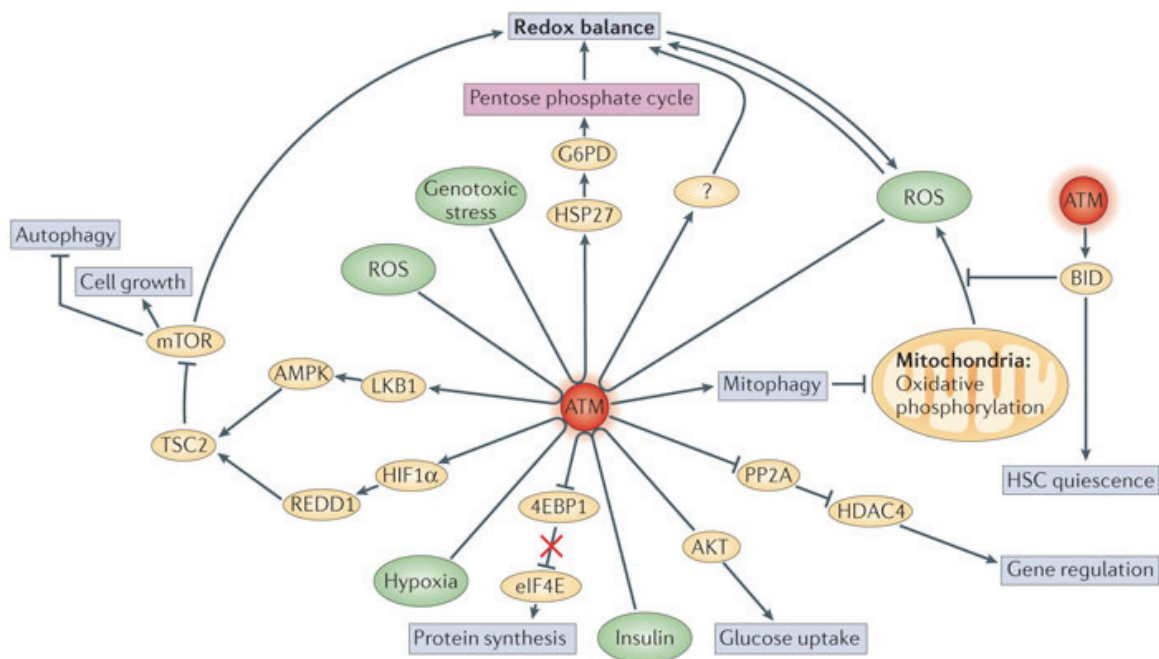 Redox balance
Pentose phosphate cycle
G6PD
Genotoxic
stress
HSP27
?
ROS
ATM
Autophagy
ROS
Cell growth
BID
mTOR
AMPK
LKB1
ATM
Mitophagy
Mitochondria:
Oxidative
phosphorylation
TSC2
HIF1α
PP2A
HSC quiescence
REDD1
4EBP1
HDAC4
AKT
Hypoxia
eIF4E
Gene regulation
Protein synthesis
Insulin
Glucose uptake